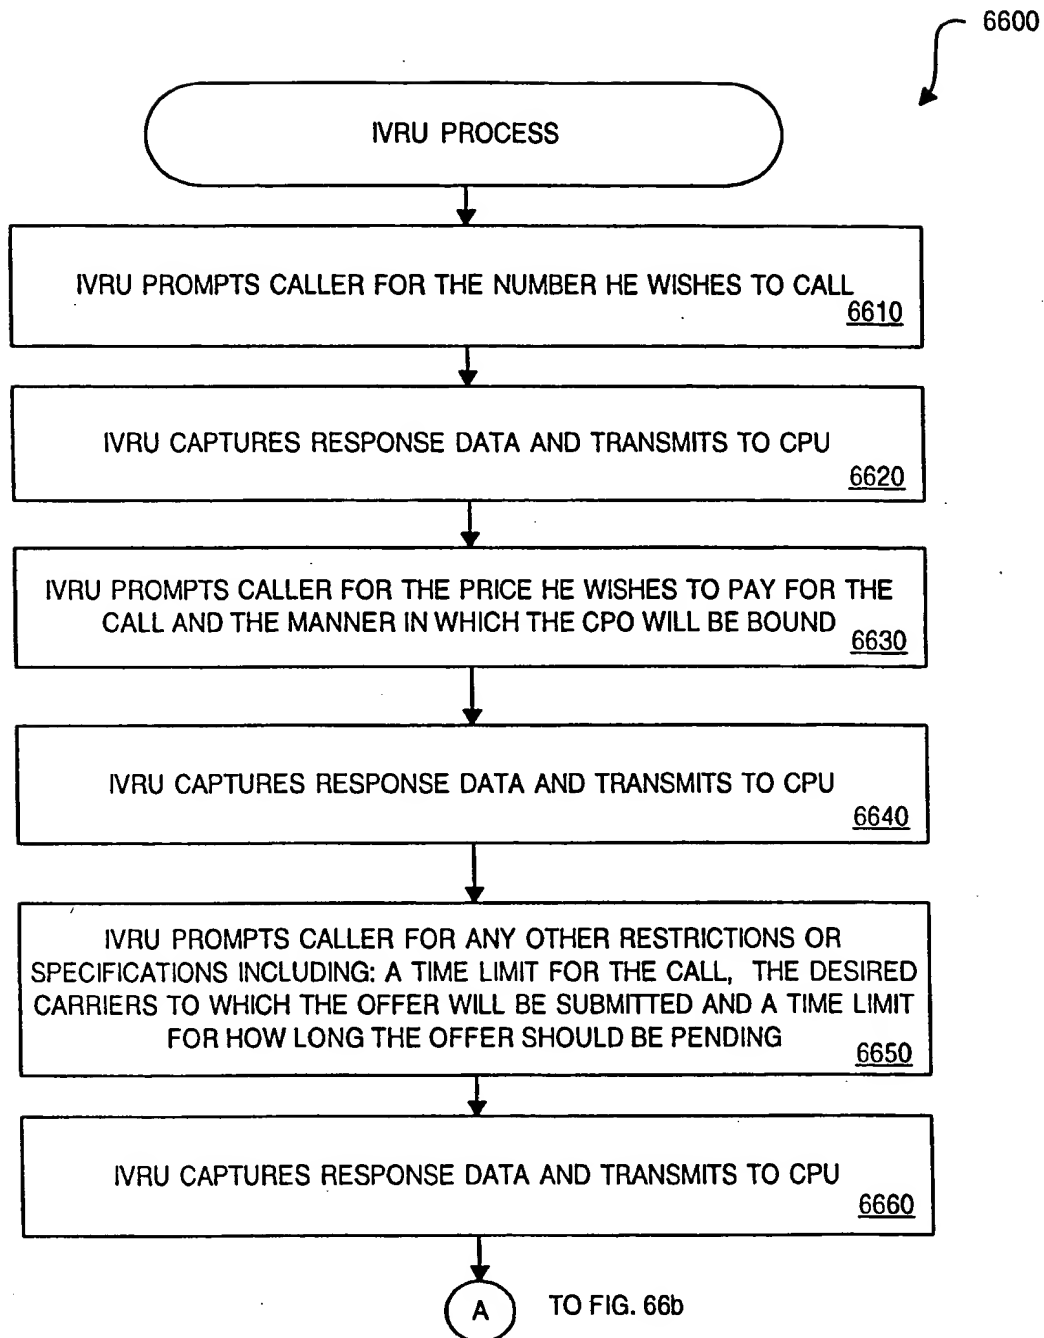 6600
IVRU PROCESS
IVRU PROMPTS CALLER FOR THE NUMBER HE WISHES TO CALL
6610
IVRU CAPTURES RESPONSE DATA AND TRANSMITS TO CPU
6620
IVRU PROMPTS CALLER FOR THE PRICE HE WISHES TO PAY FOR THE
CALL AND THE MANNER IN WHICH THE CPO WILL BE BOUND
6630
IVRU CAPTURES RESPONSE DATA AND TRANSMITS TO CPU
6640
IVRU PROMPTS CALLER FOR ANY OTHER RESTRICTIONS OR
SPECIFICATIONS INCLUDING: A TIME LIMIT FOR THE CALL, THE DESIRED
CARRIERS TO WHICH THE OFFER WILL BE SUBMITTED AND A TIME LIMIT
FOR HOW LONG THE OFFER SHOULD BE PENDING
6650
IVRU CAPTURES RESPONSE DATA AND TRANSMITS TO CPU
6660
A
TO FIG. 66b